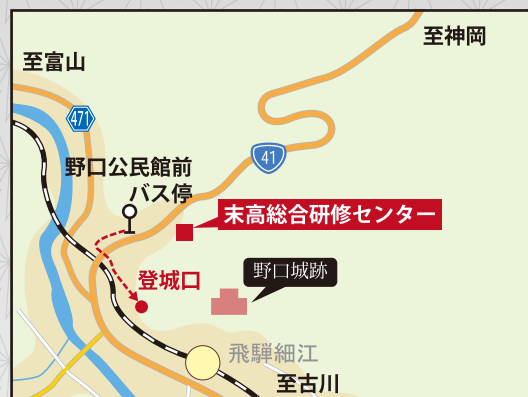 至神岡
至富山
471
41
野口公民館前
バス停
末高総合研修センター
登城口
野口城跡
飛騨細江
至古川